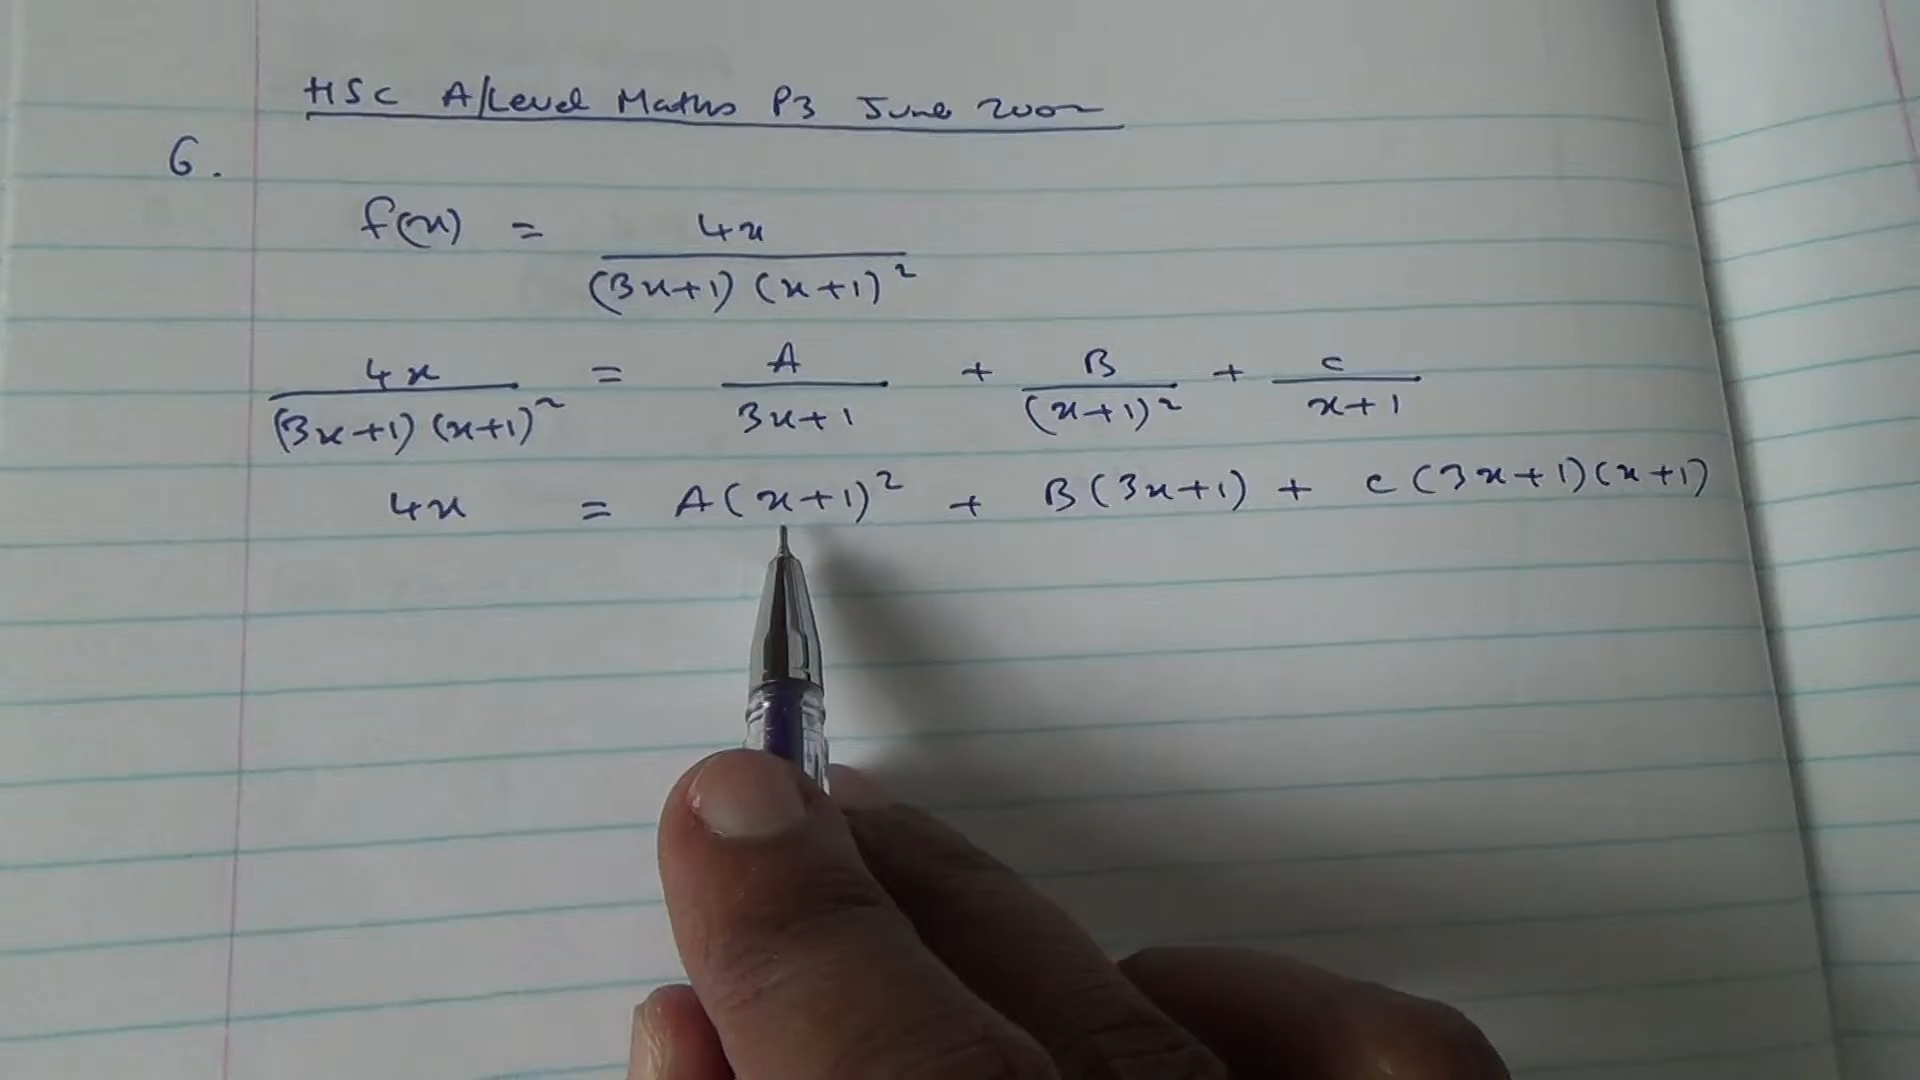 HSC A/Level Maths P3 June 2002
6.
f(x) = 4x / (3x+1)(x+1)²
4x / (3x+1)(x+1)² = A / 3x+1 + B / (x+1)² + C / x+1
4x = A(x+1)² + B(3x+1) + C(3x+1)(x+1)